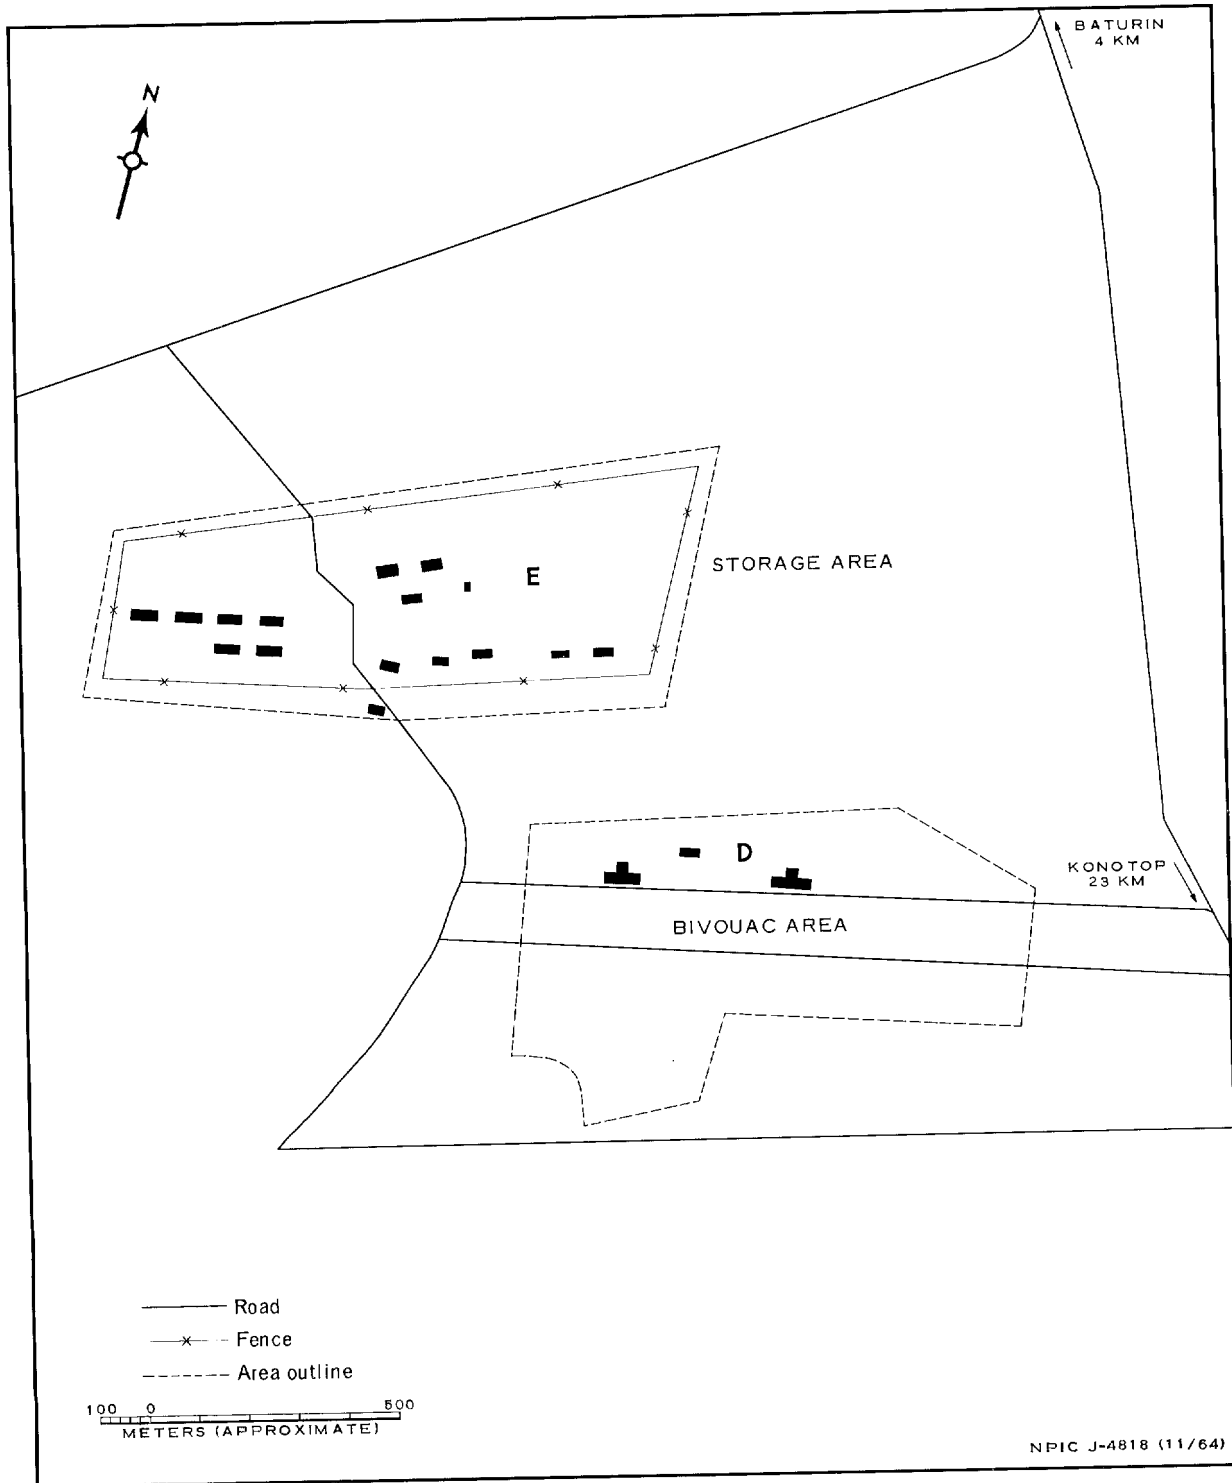 BATURIN
4 KM
N
E
STORAGE AREA
D
KONOTOP
23 KM
BIVOUAC AREA
Road
Fence
Area outline
100 0 500
METERS (APPROXIMATE)
NPIC J-4818 (11/64)